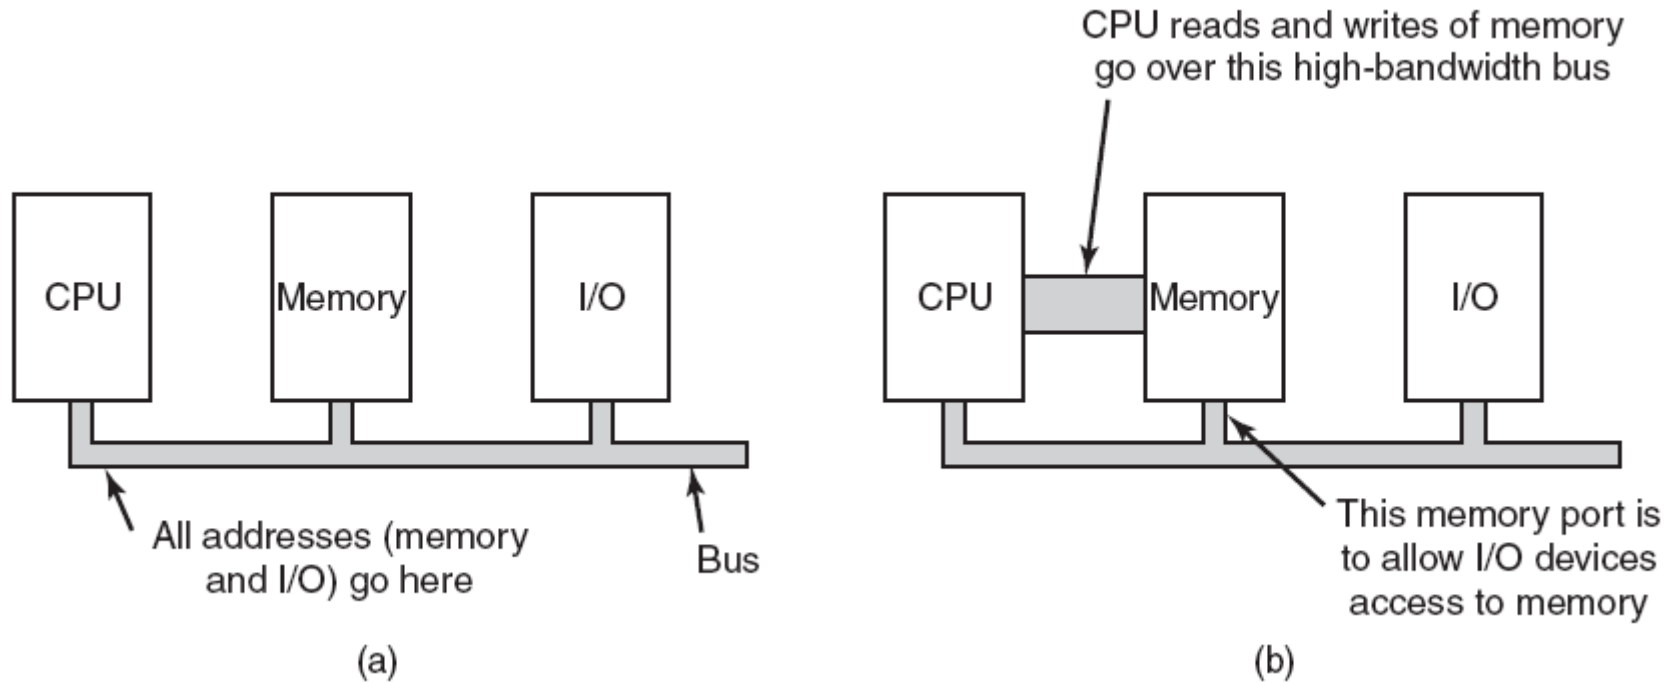 CPU
Memory
I/O
All addresses (memory
and I/O) go here
Bus
(a)
CPU reads and writes of memory
go over this high-bandwidth bus
CPU
Memory
I/O
This memory port is
to allow I/O devices
access to memory
(b)